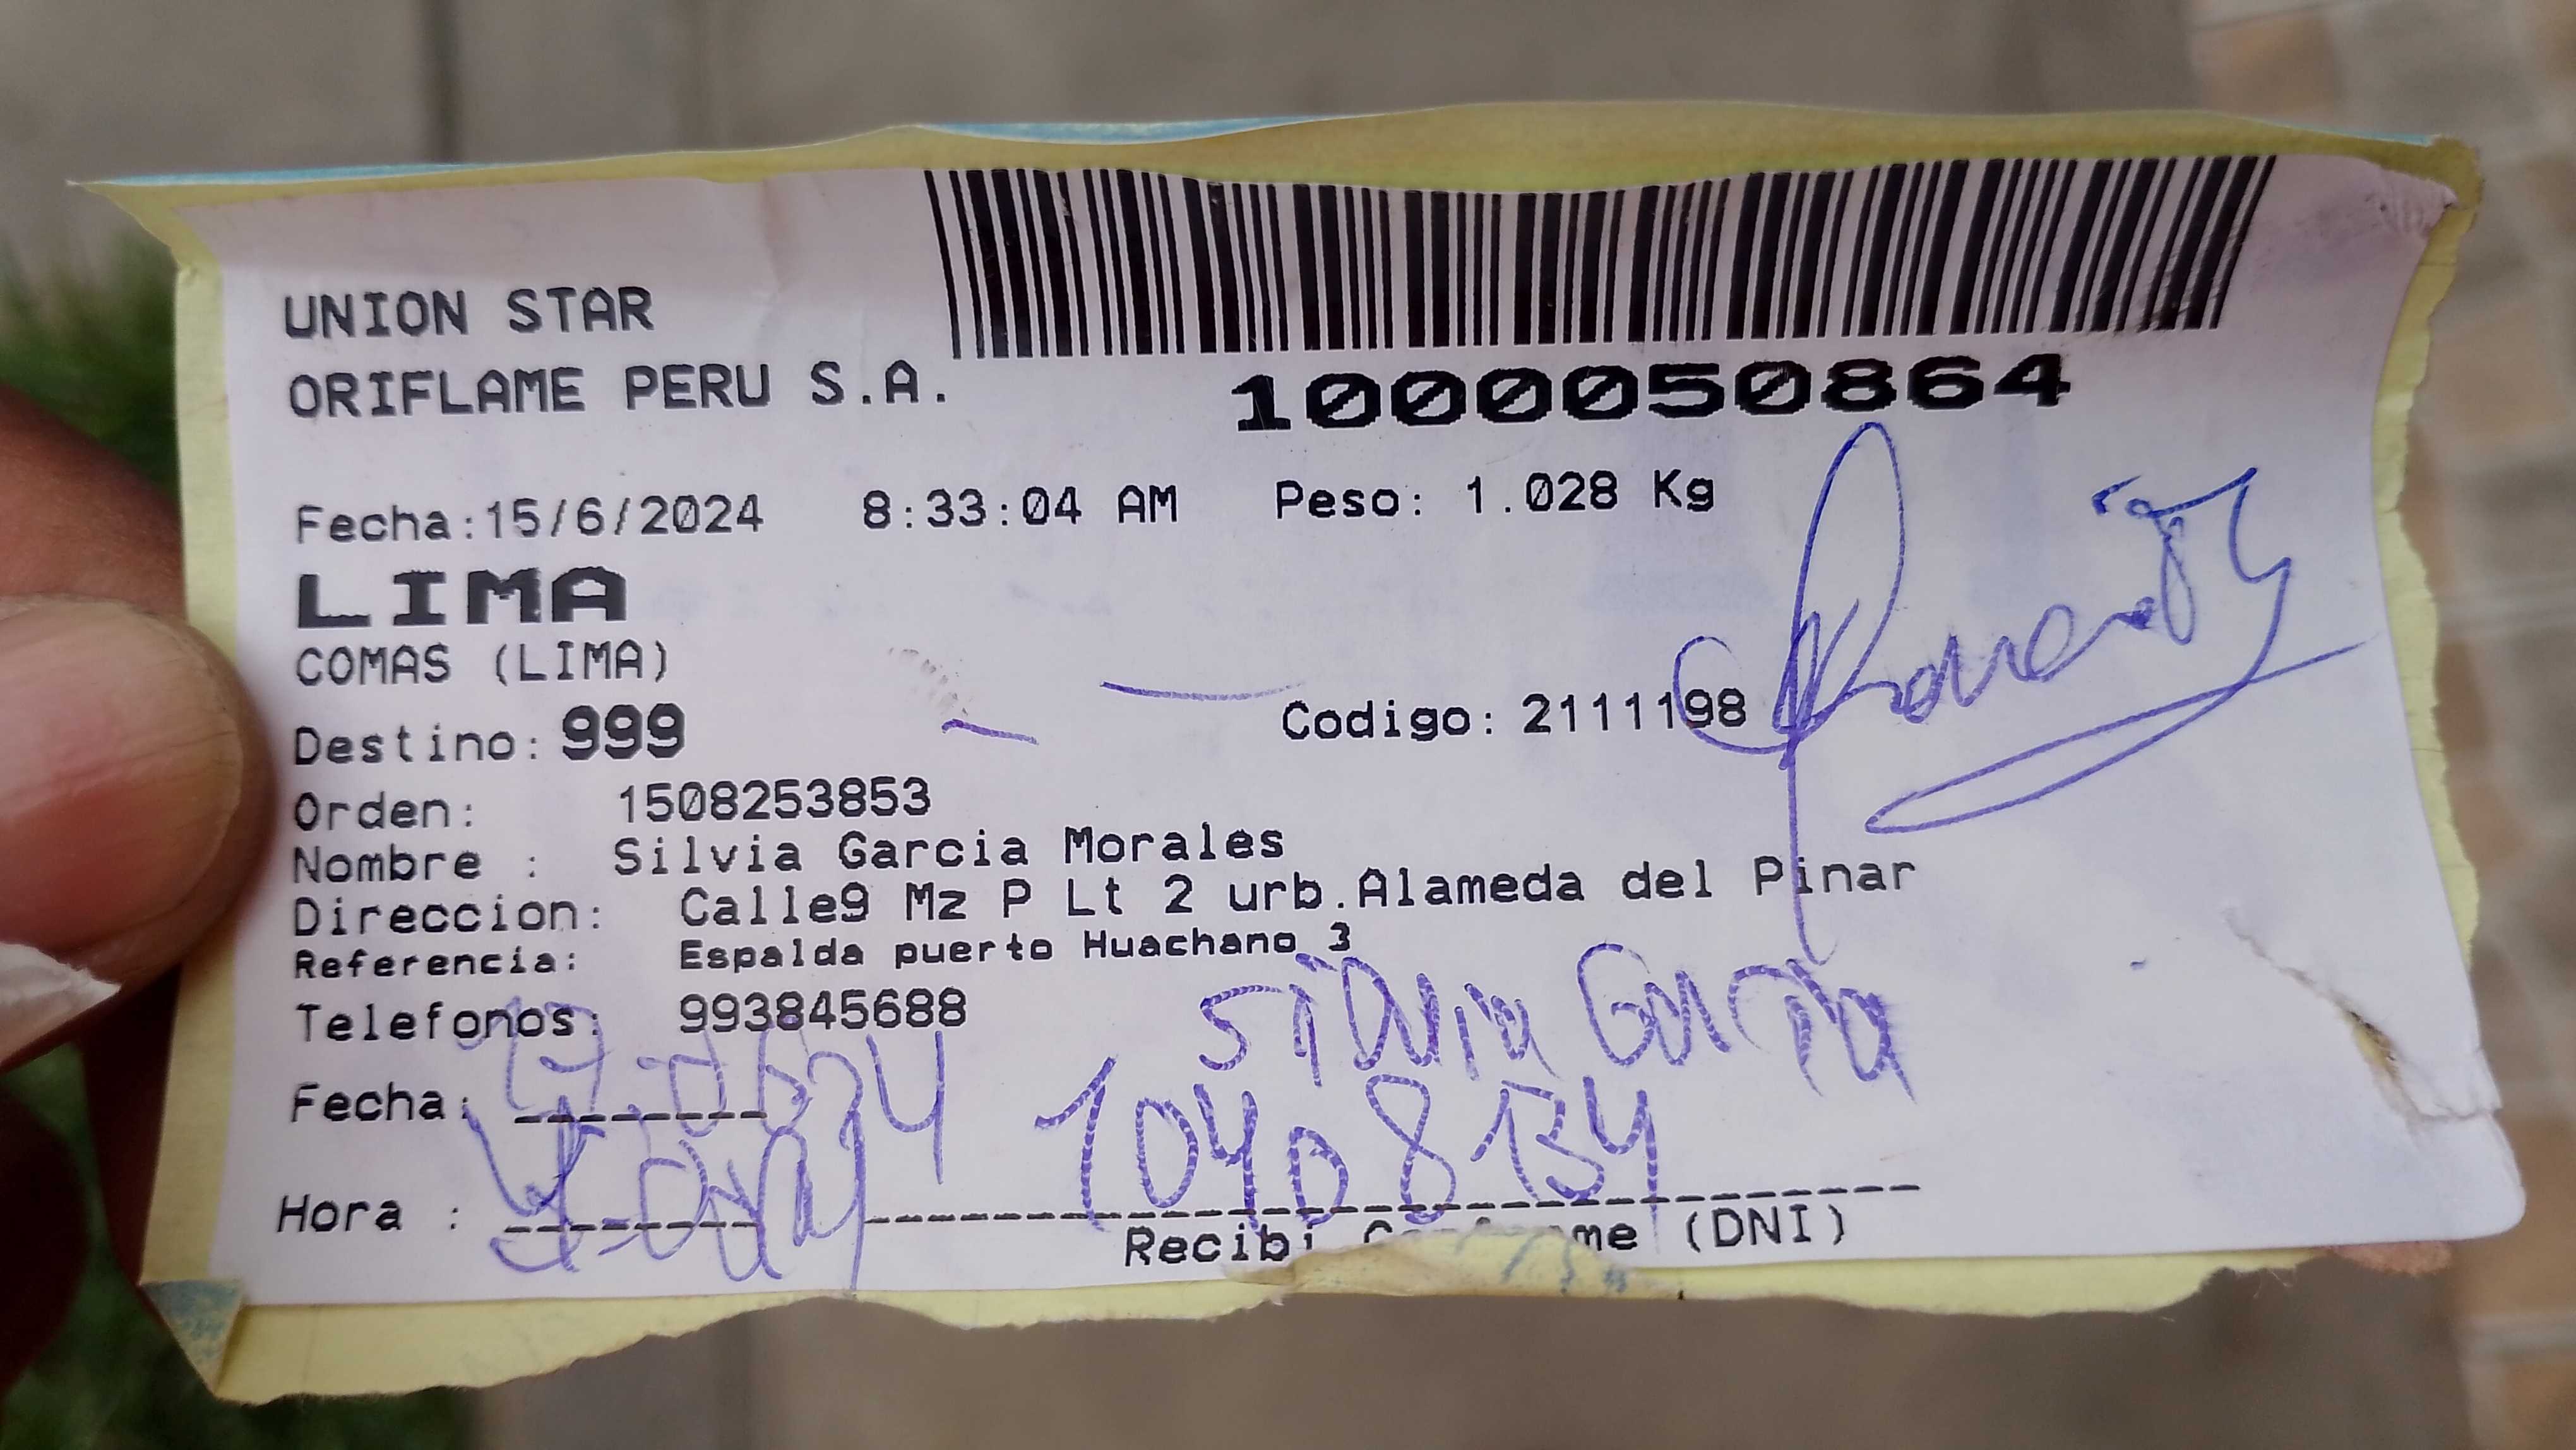 UNION STAR
ORIFLAME PERU S.A.
1000050864
Fecha:15/6/2024 8:33:04 AM Peso: 1.028 Kg
LIMA
COMAS (LIMA)
Destino: 999 Codigo: 2111198
Orden: 1508253853
Nombre : Silvia Garcia Morales
Direccion: Calle9 Mz P Lt 2 urb.Alameda del Pinar
Referencia: Espalda puerto Huachano 3
Telefonos: 993845688
Silvia Garcia
Fecha:
10408134
Hora :
Recibi (DNI)